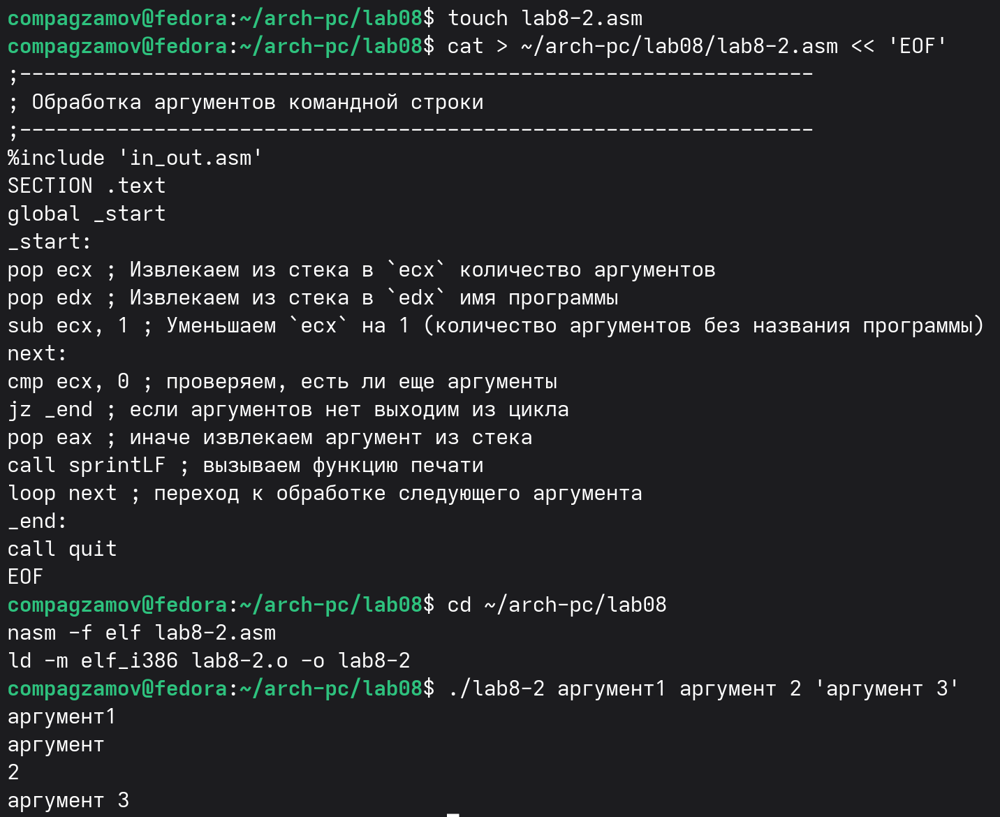 compagzamov@fedora:~/arch-pc/lab08$ touch lab8-2.asm
compagzamov@fedora:~/arch-pc/lab08$ cat > ~/arch-pc/lab08/lab8-2.asm << 'EOF'
;-----------------------------------------------------------------
; Обработка аргументов командной строки
;-----------------------------------------------------------------
%include 'in_out.asm'
SECTION .text
global _start
_start:
pop ecx ; Извлекаем из стека в `ecx` количество аргументов
pop edx ; Извлекаем из стека в `edx` имя программы
sub ecx, 1 ; Уменьшаем `ecx` на 1 (количество аргументов без названия программы)
next:
cmp ecx, 0 ; проверяем, есть ли еще аргументы
jz _end ; если аргументов нет выходим из цикла
pop eax ; иначе извлекаем аргумент из стека
call sprintLF ; вызываем функцию печати
loop next ; переход к обработке следующего аргумента
_end:
call quit
EOF
compagzamov@fedora:~/arch-pc/lab08$ cd ~/arch-pc/lab08
nasm -f elf lab8-2.asm
ld -m elf_i386 lab8-2.o -o lab8-2
compagzamov@fedora:~/arch-pc/lab08$ ./lab8-2 аргумент1 аргумент 2 'аргумент 3'
аргумент1
аргумент
2
аргумент 3